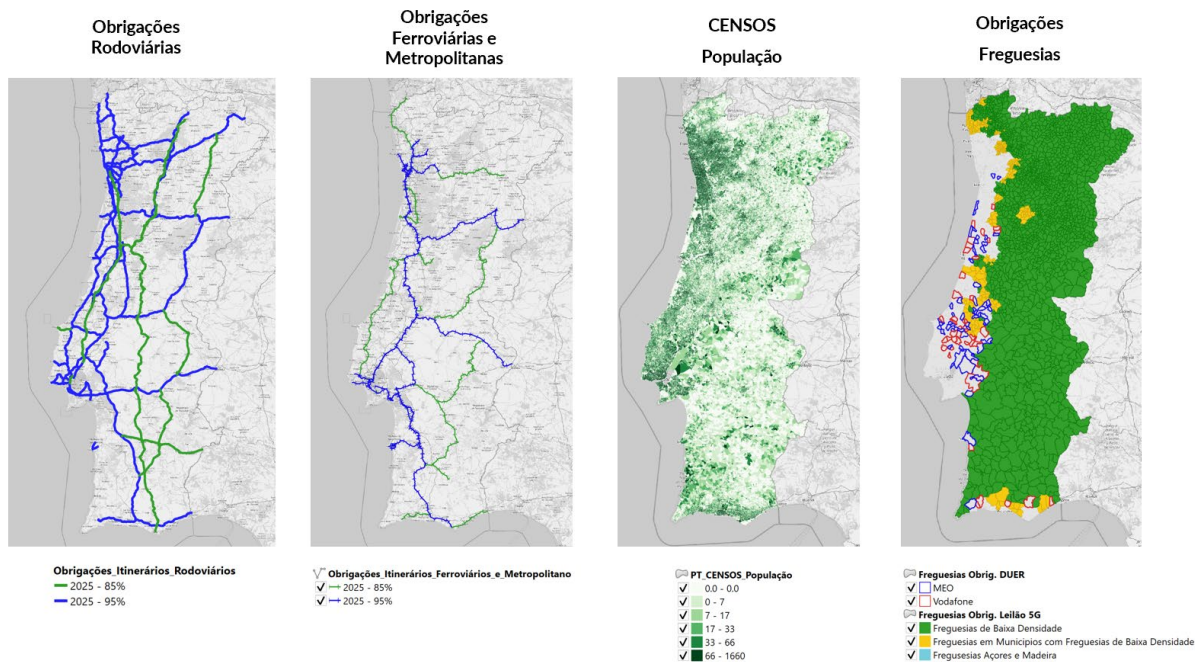 Obrigações
Rodoviárias
Obrigações
Ferroviárias e
Metropolitanas
CENSOS
População
Obrigações
Freguesias
Obrigações_Itinerários_Rodoviários
2025 - 85%
2025 - 95%
Obrigações_Itinerários_Ferroviários_e_Metropolitano
2025 - 85%
2025 - 95%
PT_CENSOS_População
0.0 - 0.0
0 - 7
7 - 17
17 - 33
33 - 66
66 - 1660
Freguesias Obrig. DUER
MEO
Vodafone
Freguesias Obrig. Leilão 5G
Freguesias de Baixa Densidade
Freguesias em Municipios com Freguesias de Baixa Densidade
Fregusesias Açores e Madeira